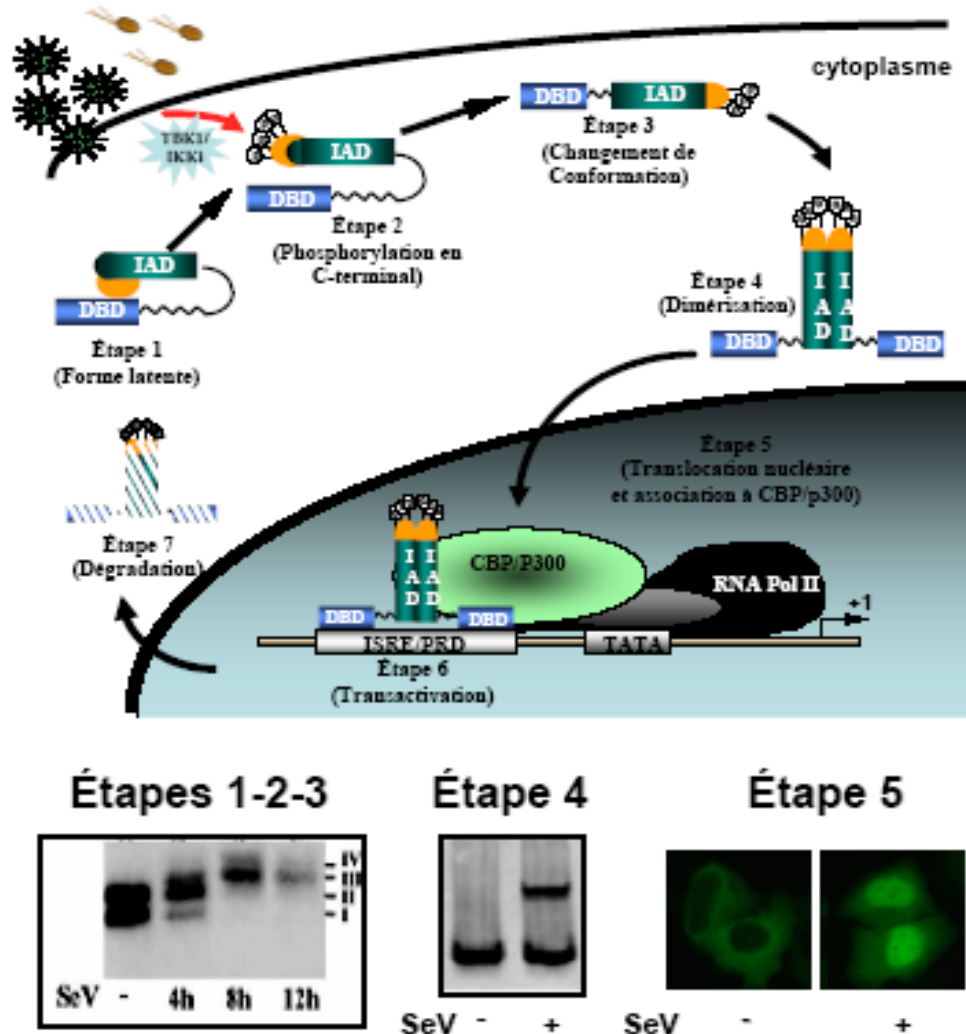 cytoplasme
TBK1/
IKKi
IAD
DBD
Étape 2
(Phosphorylation en
C-terminal)
DBD
IAD
Étape 3
(Changement de
Conformation)
IAD
DBD
Étape 1
(Forme latente)
Étape 4
(Dimérisation)
I
A
D
I
A
D
DBD
DBD
Étape 5
(Translocation nucléaire
et association à CBP/p300)
Étape 7
(Dégradation)
I
A
D
I
A
D
CBP/P300
RNA Pol II
+1
DBD
DBD
ISRE/PRD
TATA
Étape 6
(Transactivation)
Étapes 1-2-3
Étape 4
Étape 5
IV
III
II
I
SeV - 4h 8h 12h
SeV - +
SeV - +